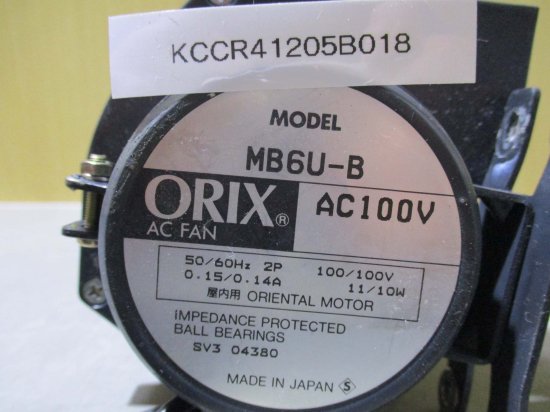 KCCR41205B018
MODEL
MB6U-B
ORIX® AC100V
AC FAN
50/60Hz 2P 100/100V
0.15/0.14A 11/10W
屋内用 ORIENTAL MOTOR
IMPEDANCE PROTECTED
BALL BEARINGS
SV3 04380
MADE IN JAPAN S